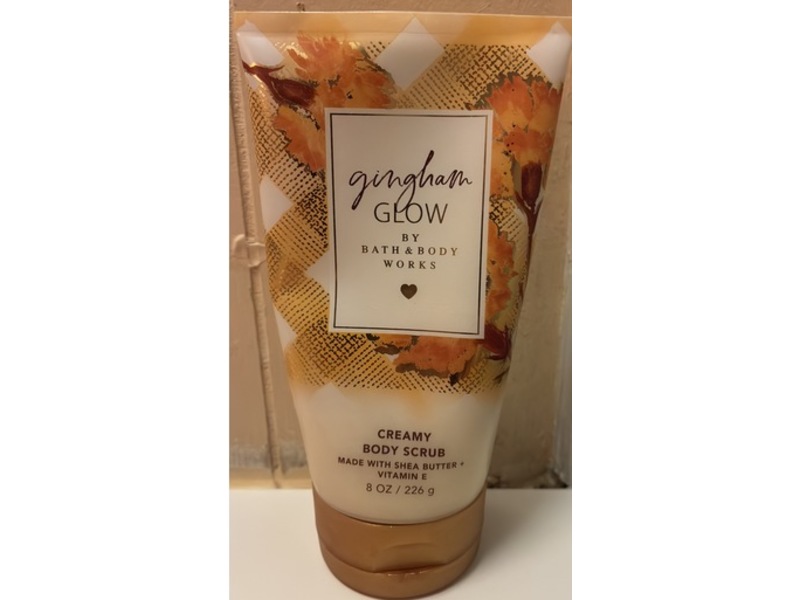 gingham
GLOW
BY
BATH & BODY
WORKS
CREAMY
BODY SCRUB
MADE WITH SHEA BUTTER +
VITAMIN E
8 OZ / 226 g